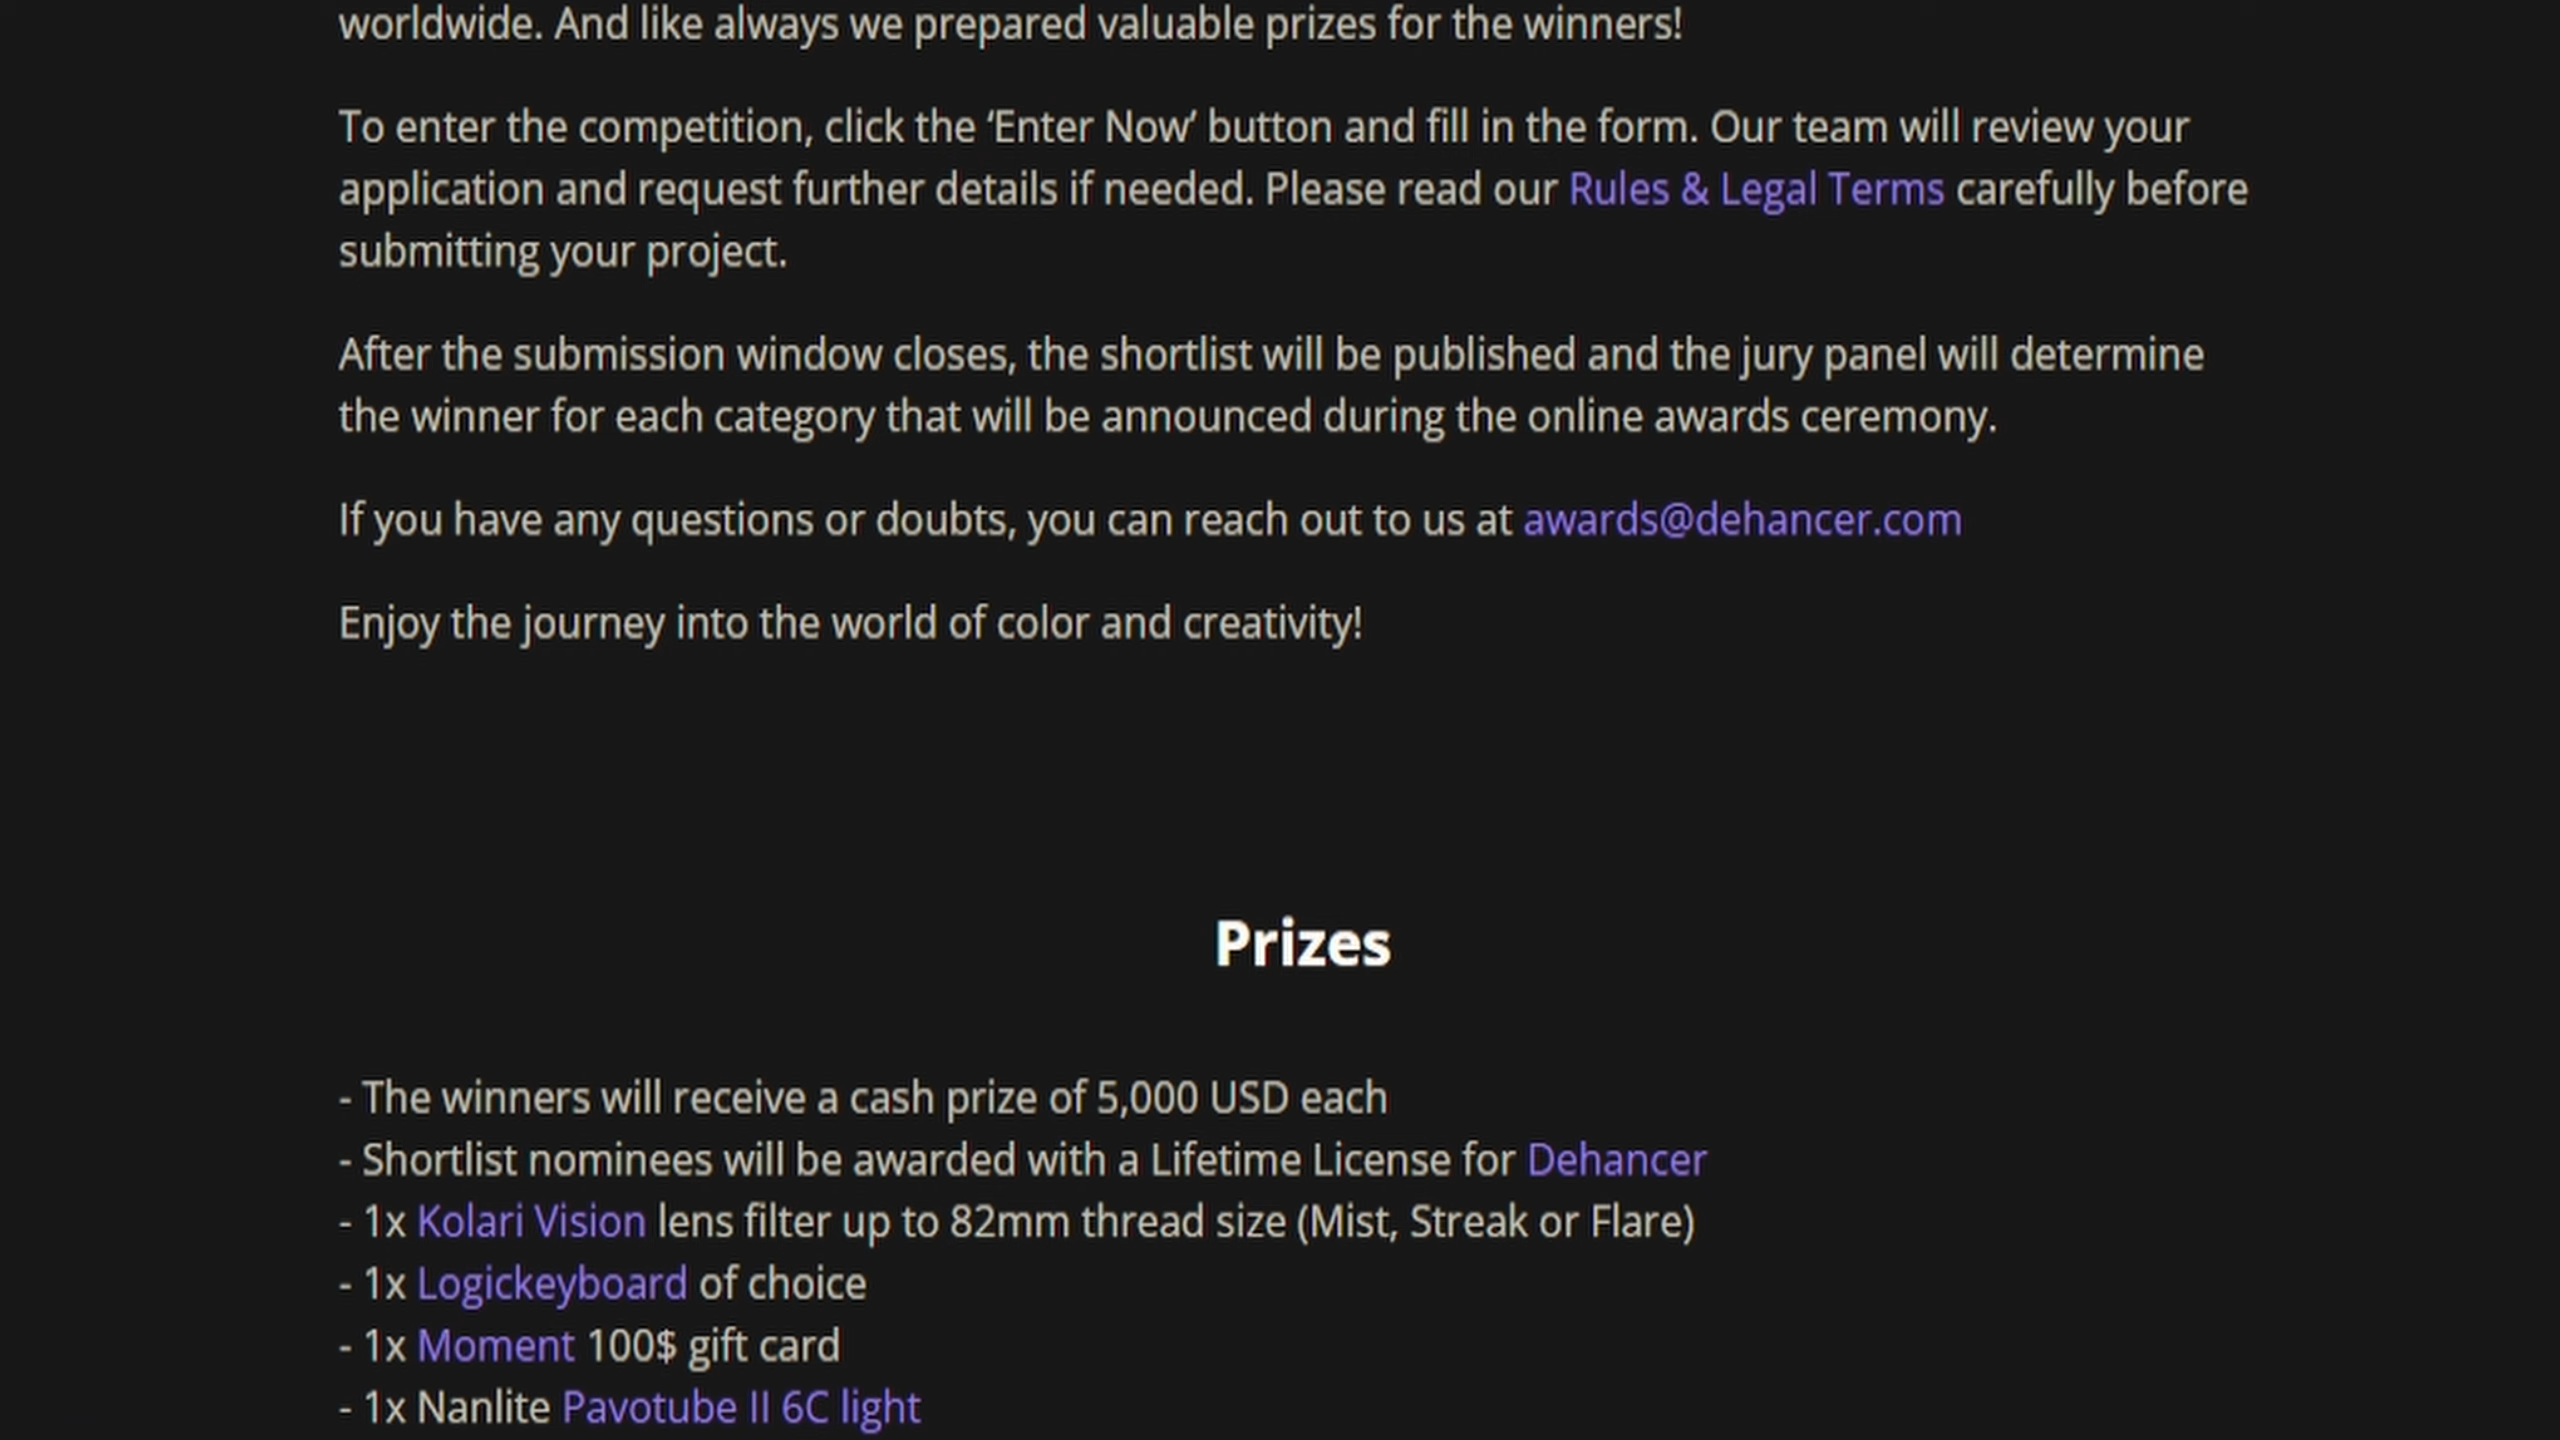 worldwide. And like always we prepared valuable prizes for the winners!
To enter the competition, click the ‘Enter Now’ button and fill in the form. Our team will review your
application and request further details if needed. Please read our Rules & Legal Terms carefully before
submitting your project.
After the submission window closes, the shortlist will be published and the jury panel will determine
the winner for each category that will be announced during the online awards ceremony.
If you have any questions or doubts, you can reach out to us at awards@dehancer.com
Enjoy the journey into the world of color and creativity!
Prizes
- The winners will receive a cash prize of 5,000 USD each
- Shortlist nominees will be awarded with a Lifetime License for Dehancer
- 1x Kolari Vision lens filter up to 82mm thread size (Mist, Streak or Flare)
- 1x Logickeyboard of choice
- 1x Moment 100$ gift card
- 1x Nanlite Pavotube II 6C light